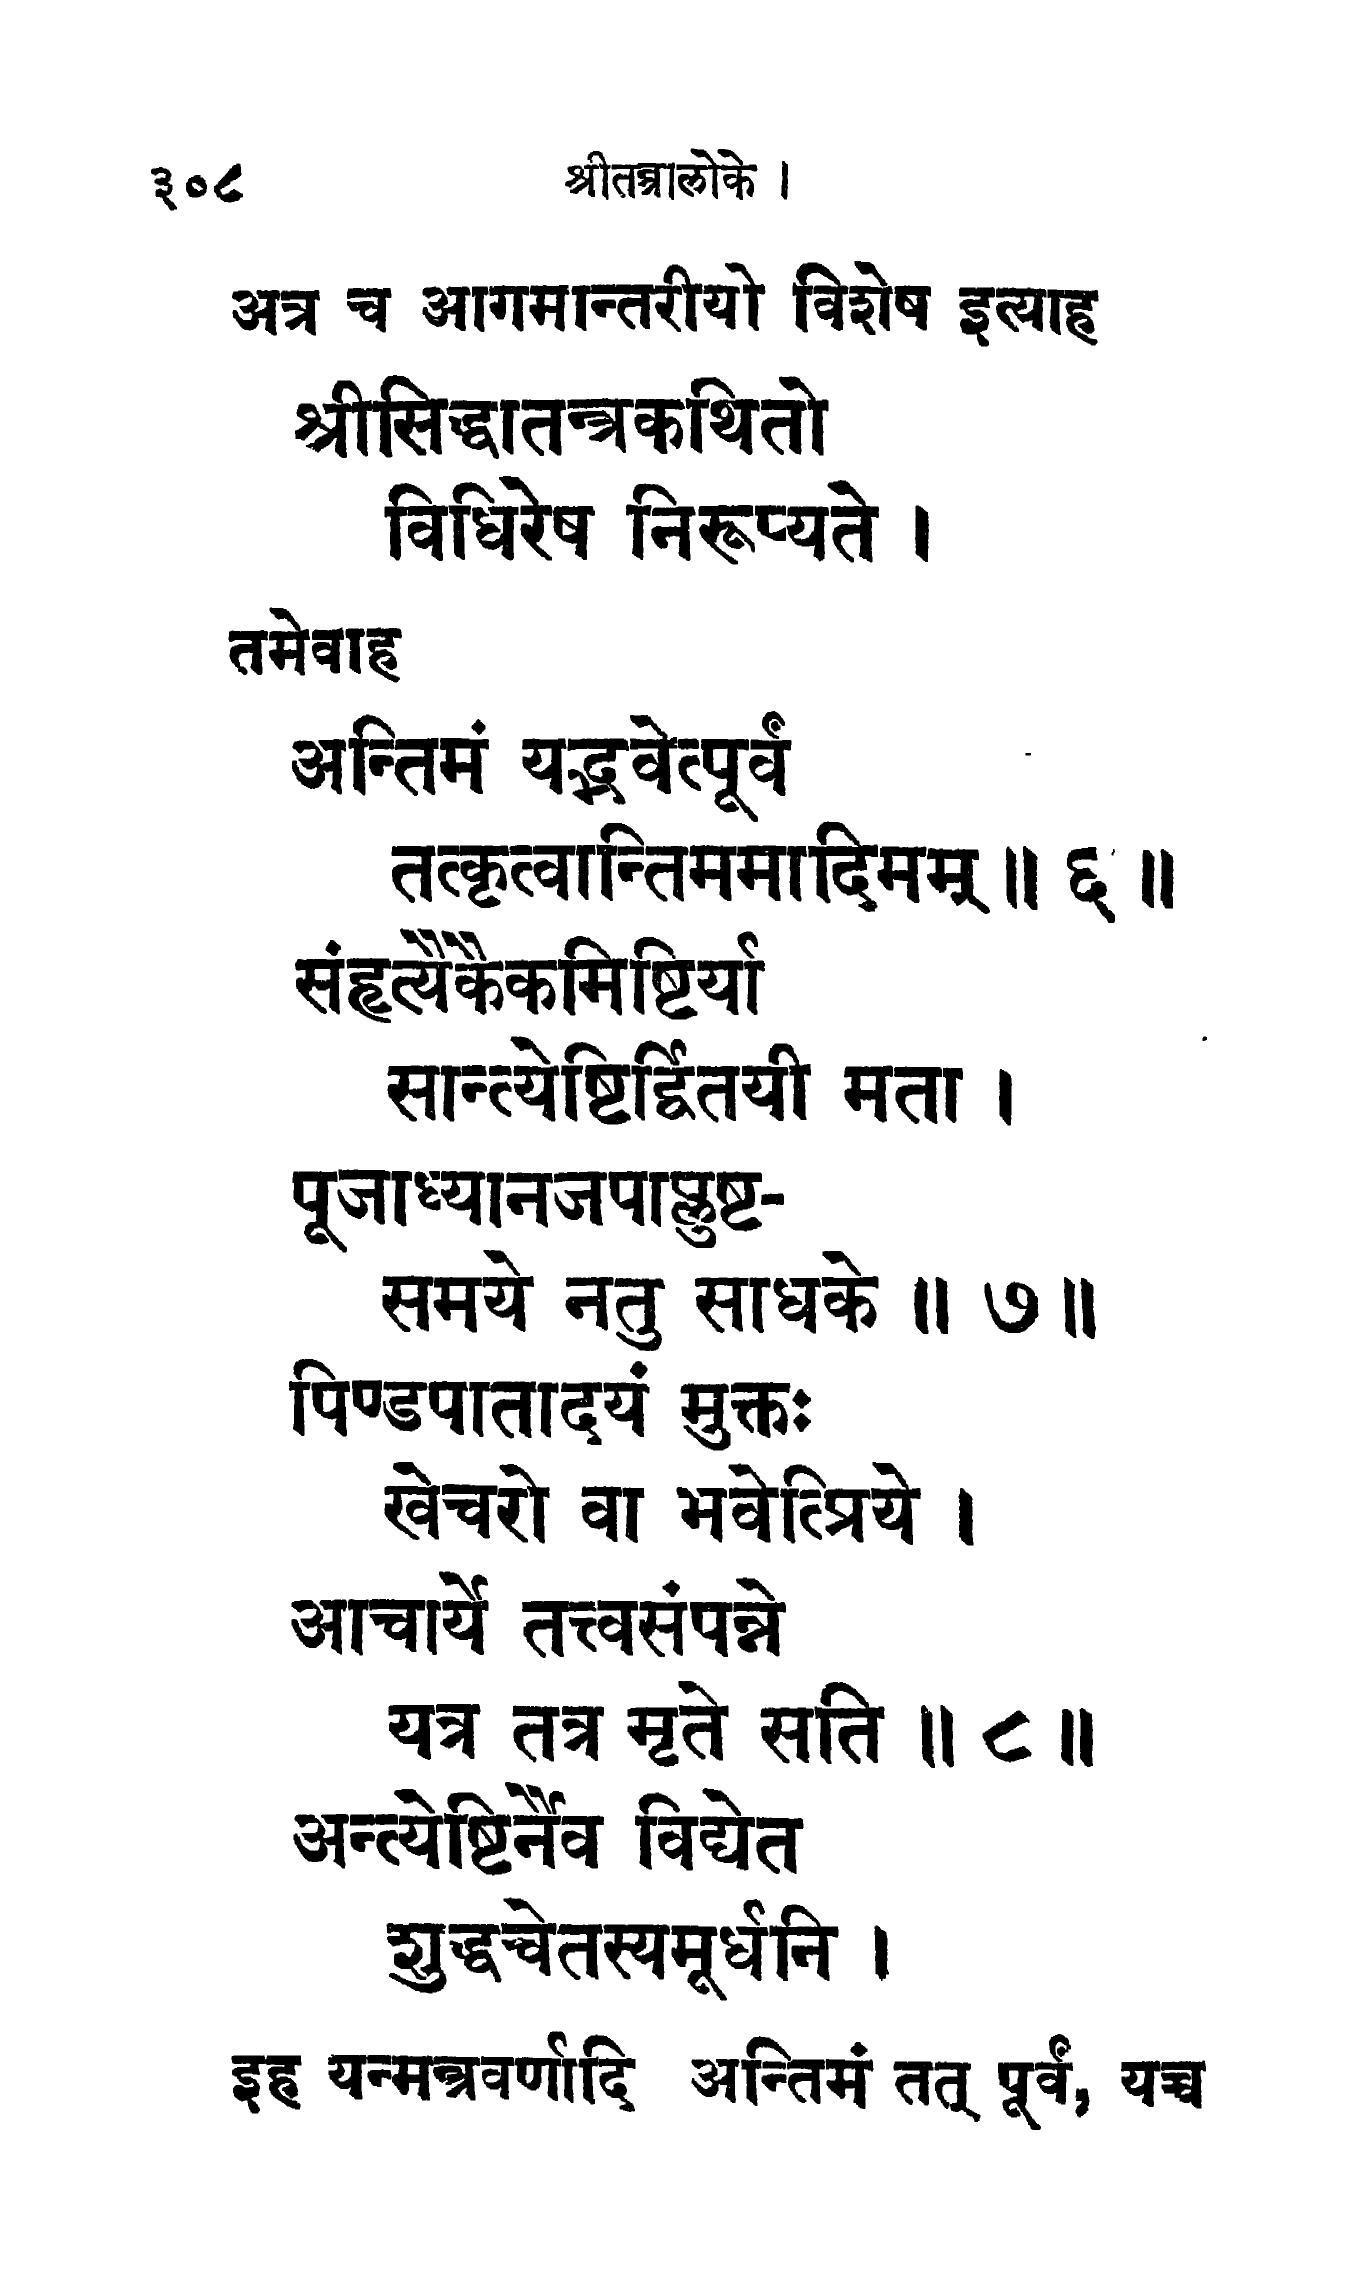 ३०८ श्रीतन्त्रालोके ।
अत्र च आगमान्तरीयो विशेष इत्याह
श्रीसिद्धातन्त्रकथितो
विधिरेष निरूप्यते ।
तमेवाह
अन्तिमं यद्भवेत्पूर्वं
तत्कृत्वान्तिममादिमम् ॥ ६ ॥
संहृत्यैकैकमिष्टिर्या
सान्त्येष्टिर्द्वितयी मता ।
पूजाध्यानजपाप्लुष्ट-
समये नतु साधके ॥ ७ ॥
पिण्डपातादयं मुक्तः
खेचरो वा भवेत्प्रिये ।
आचार्ये तत्त्वसंपन्ने
यत्र तत्र मृते सति ॥ ८ ॥
अन्त्येष्टिर्नैव विद्येत
शुद्धचेतस्यमूर्धनि ।
इह यन्मन्त्रवर्णादि अन्तिमं तत् पूर्वं, यच्च